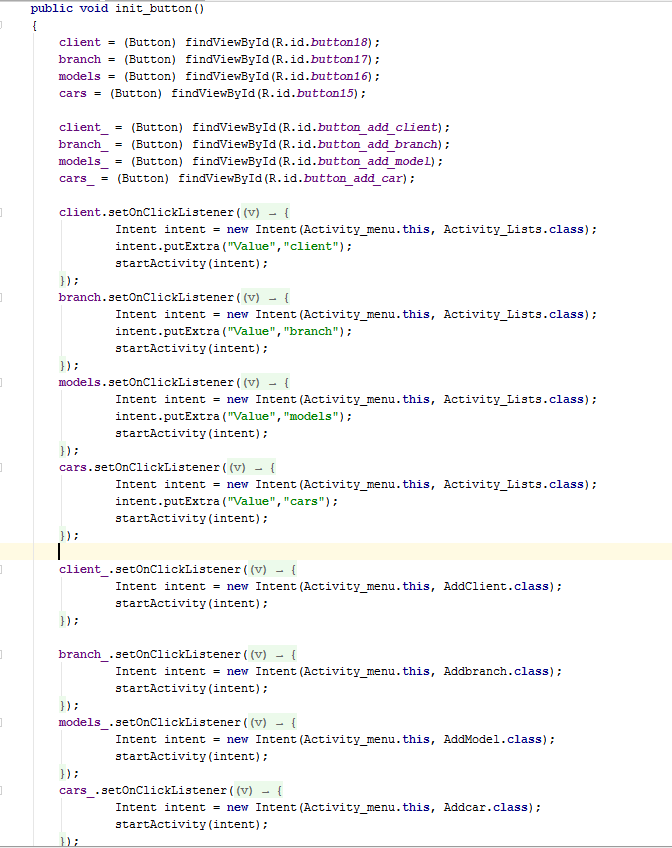 public void init_button()
{
client = (Button) findViewById(R.id.button18);
branch = (Button) findViewById(R.id.button17);
models = (Button) findViewById(R.id.button16);
cars = (Button) findViewById(R.id.button15);
client_ = (Button) findViewById(R.id.button_add_client);
branch_ = (Button) findViewById(R.id.button_add_branch);
models_ = (Button) findViewById(R.id.button_add_model);
cars_ = (Button) findViewById(R.id.button_add_car);
client.setOnClickListener((v) → {
Intent intent = new Intent(Activity_menu.this, Activity_Lists.class);
intent.putExtra("Value","client");
startActivity(intent);
});
branch.setOnClickListener((v) → {
Intent intent = new Intent(Activity_menu.this, Activity_Lists.class);
intent.putExtra("Value","branch");
startActivity(intent);
});
models.setOnClickListener((v) → {
Intent intent = new Intent(Activity_menu.this, Activity_Lists.class);
intent.putExtra("Value","models");
startActivity(intent);
});
cars.setOnClickListener((v) → {
Intent intent = new Intent(Activity_menu.this, Activity_Lists.class);
intent.putExtra("Value","cars");
startActivity(intent);
});
client_.setOnClickListener((v) → {
Intent intent = new Intent(Activity_menu.this, AddClient.class);
startActivity(intent);
});
branch_.setOnClickListener((v) → {
Intent intent = new Intent(Activity_menu.this, Addbranch.class);
startActivity(intent);
});
models_.setOnClickListener((v) → {
Intent intent = new Intent(Activity_menu.this, AddModel.class);
startActivity(intent);
});
cars_.setOnClickListener((v) → {
Intent intent = new Intent(Activity_menu.this, Addcar.class);
startActivity(intent);
});